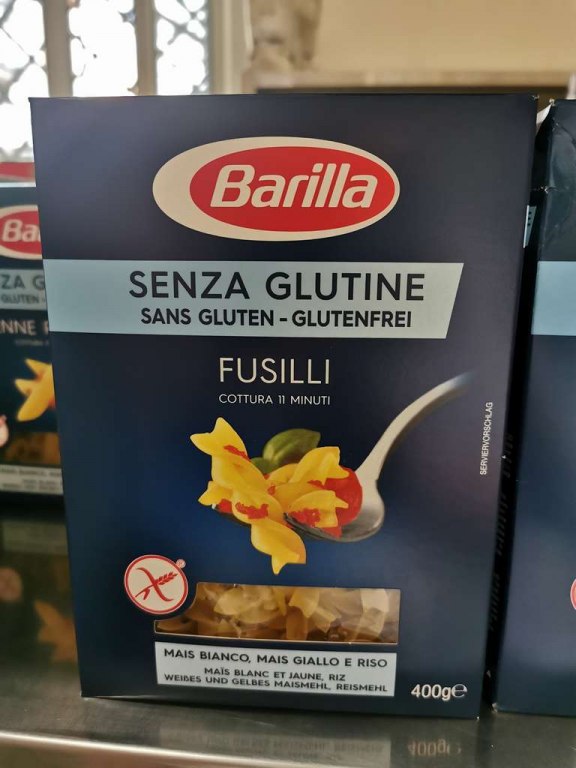 Barilla
SENZA GLUTINE
SANS GLUTEN - GLUTENFREI
FUSILLI
COTTURA 11 MINUTI
SERVIERVORSCHLAG
MAIS BIANCO, MAIS GIALLO E RISO
MAÏS BLANC ET JAUNE, RIZ
WEIßES UND GELBES MAISMEHL, REISMEHL
400g℮